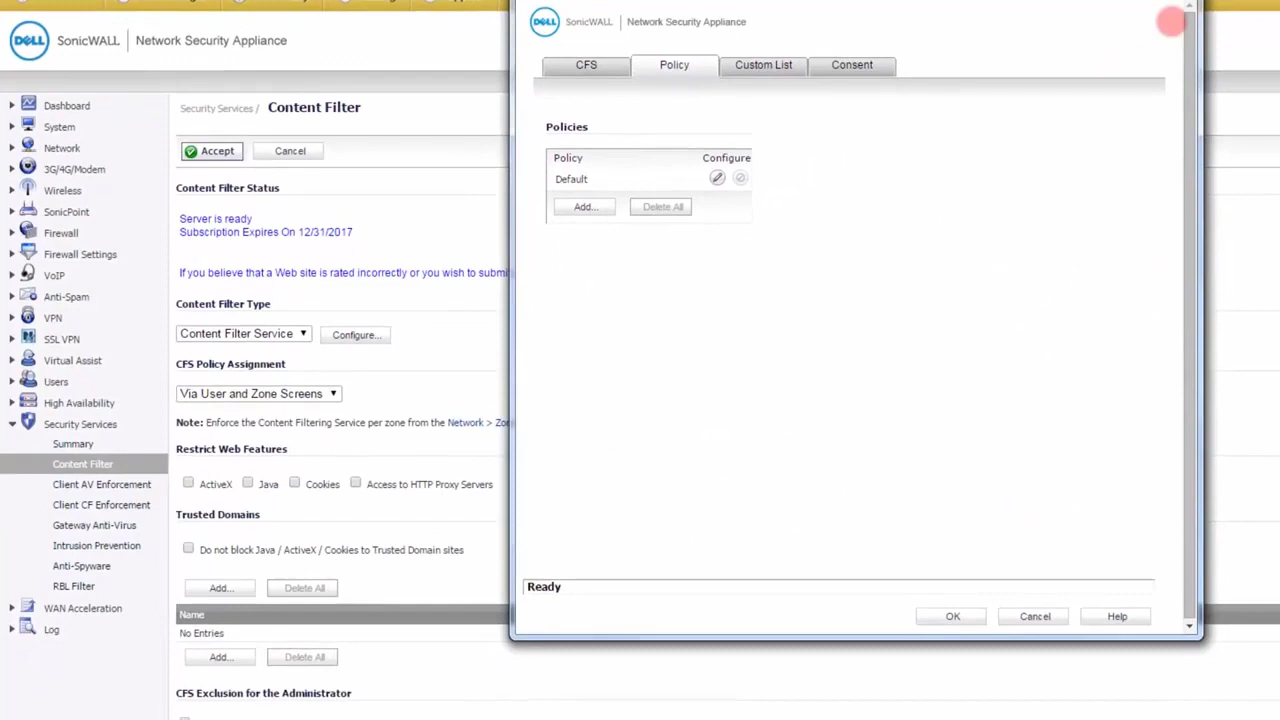 DELL SonicWALL | Network Security Appliance
Dashboard
System
Network
3G/4G/Modem
Wireless
SonicPoint
Firewall
Firewall Settings
VoIP
Anti-Spam
VPN
SSL VPN
Virtual Assist
Users
High Availability
Security Services
Summary
Content Filter
Client AV Enforcement
Client CF Enforcement
Gateway Anti-Virus
Intrusion Prevention
Anti-Spyware
RBL Filter
WAN Acceleration
Log
Security Services / Content Filter
Accept Cancel
Content Filter Status
Server is ready
Subscription Expires On 12/31/2017
If you believe that a Web site is rated incorrectly or you wish to submi
Content Filter Type
Content Filter Service Configure...
CFS Policy Assignment
Via User and Zone Screens
Note: Enforce the Content Filtering Service per zone from the Network > Zo
Restrict Web Features
ActiveX Java Cookies Access to HTTP Proxy Servers
Trusted Domains
Do not block Java / ActiveX / Cookies to Trusted Domain sites
Add... Delete All
Name
No Entries
Add... Delete All
CFS Exclusion for the Administrator
DELL SonicWALL | Network Security Appliance
CFS Policy Custom List Consent
Policies
Policy Configure
Default
Add... Delete All
Ready
OK Cancel Help